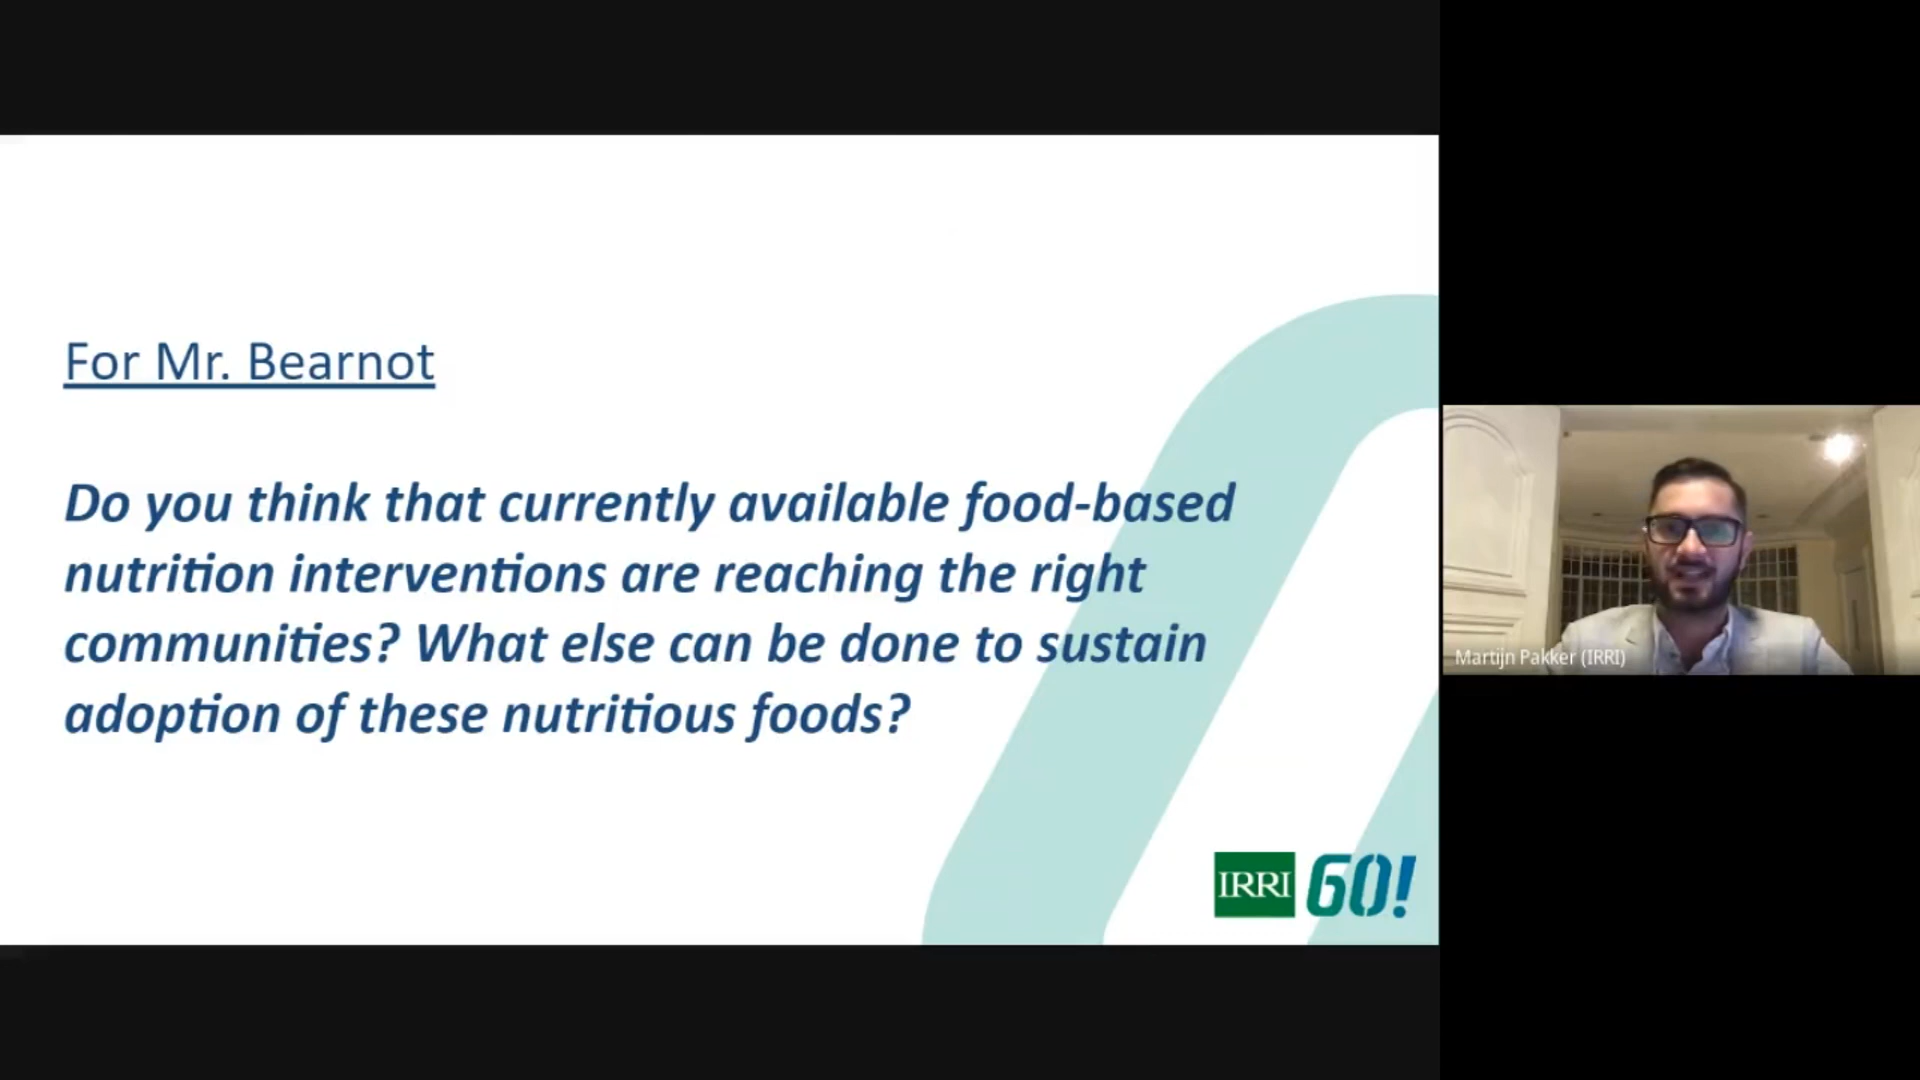 For Mr. Bearnot
Do you think that currently available food-based
nutrition interventions are reaching the right
communities? What else can be done to sustain
adoption of these nutritious foods?
IRRI 60!
Martijn Pakker (IRRI)